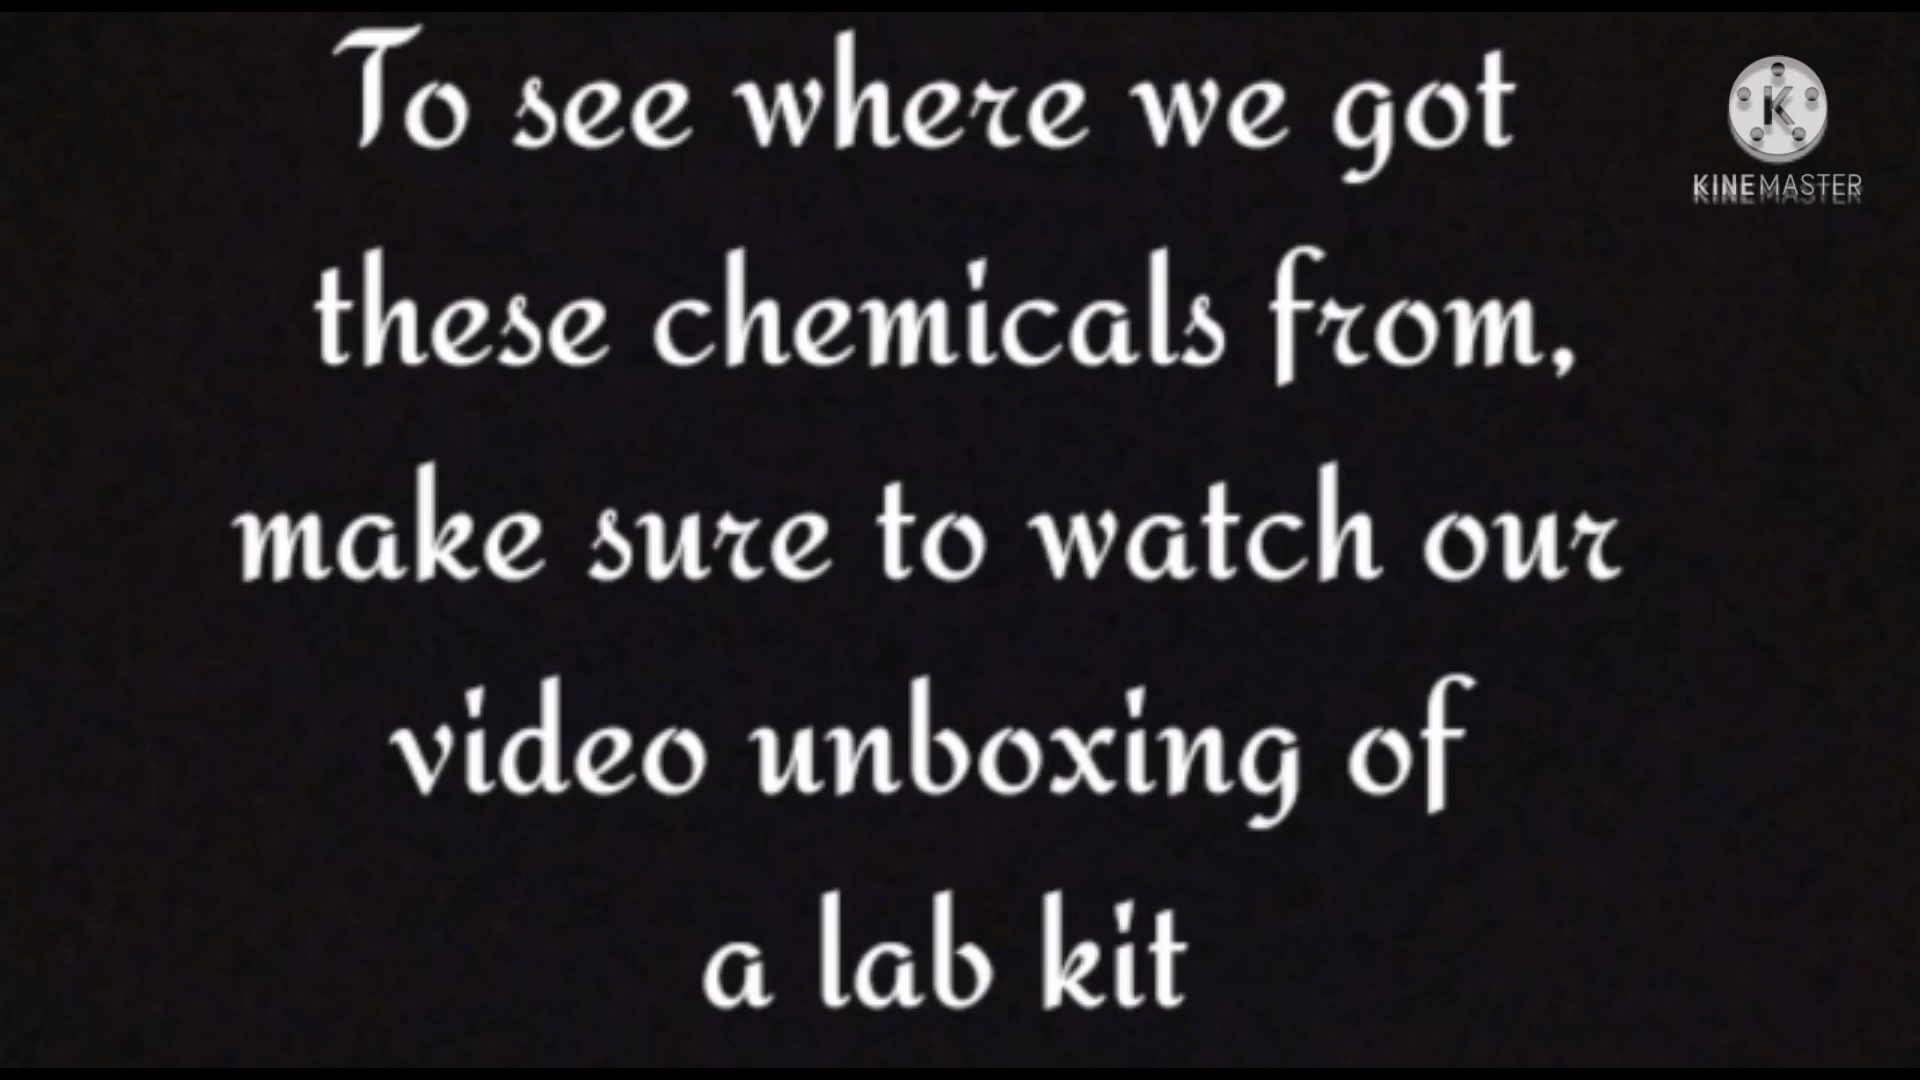 To see where we got
these chemicals from,
make sure to watch our
video unboxing of
a lab kit
K
KINEMASTER